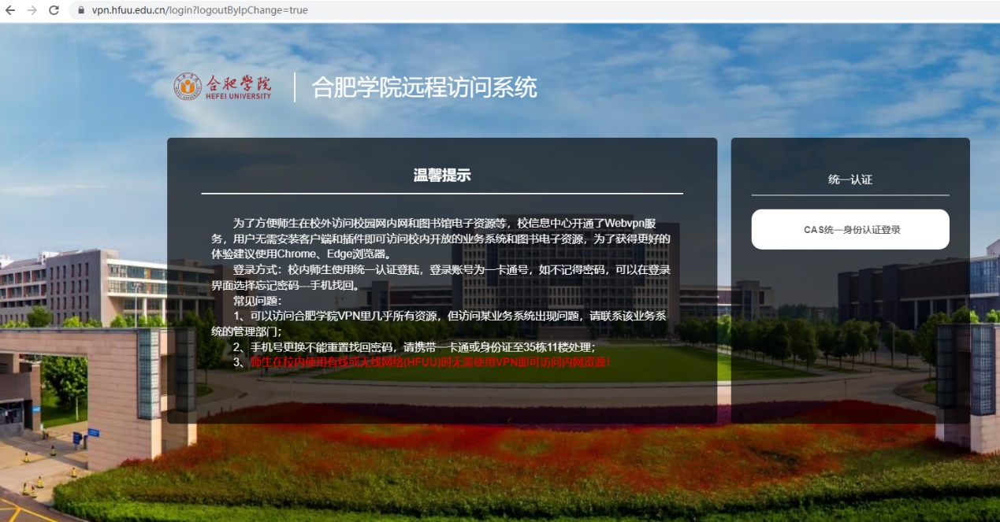 vpn.hfuu.edu.cn/login?logoutByIpChange=true
合肥学院
HEFEI UNIVERSITY
合肥学院远程访问系统
温馨提示
为了方便师生在校外访问校园网内网和图书馆电子资源等，校信息中心开通了Webvpn服
务，用户无需安装客户端和插件即可访问校内开放的业务系统和图书电子资源，为了获得更好的
体验建议使用Chrome、Edge浏览器。
登录方式：校内师生使用统一认证登陆，登录账号为一卡通号，如不记得密码，可以在登录
界面选择忘记密码---手机找回。
常见问题：
1、可以访问合肥学院VPN里几乎所有资源，但访问某业务系统出现问题，请联系该业务系
统的管理部门；
2、手机号更换不能重置找回密码，请携带一卡通或身份证至35栋11楼处理；
3、师生在校内使用有线或无线网络(HFUU)时无需使用VPN即可访问内网资源！
统一认证
CAS统一身份认证登录